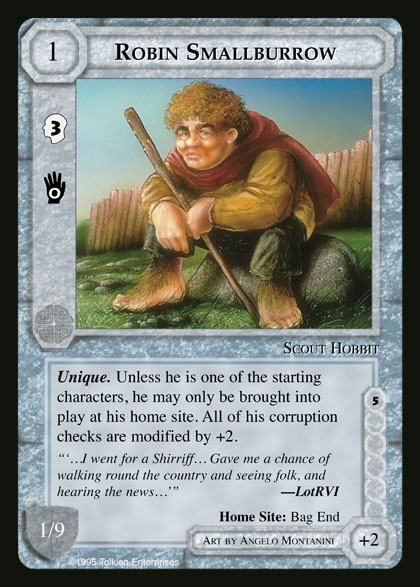 1
ROBIN SMALLBURROW
3
0
SCOUT HOBBIT
Unique. Unless he is one of the starting
characters, he may only be brought into
play at his home site. All of his corruption
checks are modified by +2.
5
“‘…I went for a Shirriff… Gave me a chance of
walking round the country and seeing folk, and
hearing the news…’”
—LotRVI
Home Site: Bag End
1/9
ART BY ANGELO MONTANINI
+2
©1995 Tolkien Enterprises